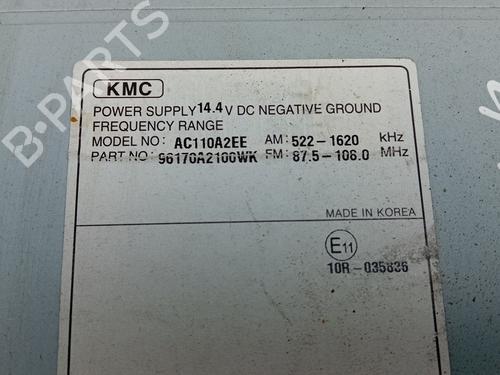 KMC
POWER SUPPLY 14.4 V DC NEGATIVE GROUND
FREQUENCY RANGE
MODEL NO: AC110A2EE AM: 522-1620 kHz
PART NO: 96170A2100WK FM: 87.5-108.0 MHz
MADE IN KOREA
E11
10R-035836
B-PARTS